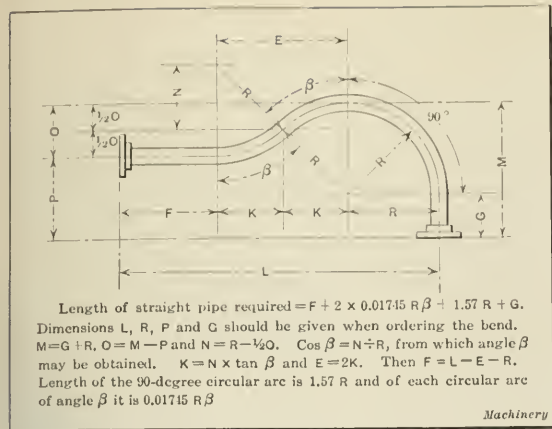 E
N
R
β
½O
½O
O
R
R
90°
M
β
P
F
K
K
R
G
L
Length of straight pipe required = F + 2 × 0.01745 Rβ + 1.57 R + G.
Dimensions L, R, P and G should be given when ordering the bend.
M=G+R, O=M−P and N=R−½O. Cos β=N÷R, from which angle β
may be obtained. K=N × tan β and E=2K. Then F=L−E−R.
Length of the 90-degree circular arc is 1.57 R and of each circular arc
of angle β it is 0.01745 Rβ
Machinery